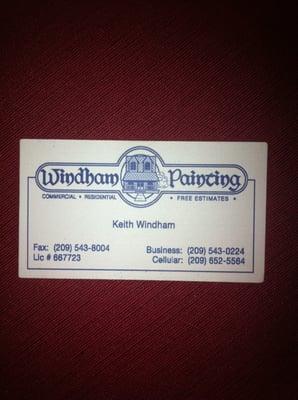 Windham Painting
COMMERCIAL • RESIDENTIAL • FREE ESTIMATES •
Keith Windham
Fax: (209) 543-8004
Lic # 667723
Business: (209) 543-0224
Cellular: (209) 652-5584